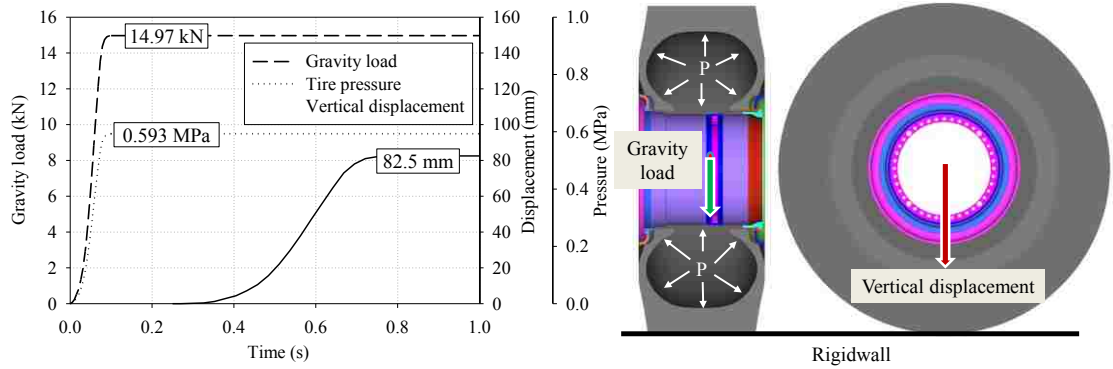 Gravity load (kN)
16
14
12
10
8
6
4
2
0
14.97 kN
Gravity load
Tire pressure
Vertical displacement
0.593 MPa
82.5 mm
0.0
0.2
0.4
0.6
0.8
1.0
Time (s)
160
140
120
100
80
60
40
20
0
Displacement (mm)
1.0
0.8
0.6
0.4
0.2
0.0
Pressure (MPa)
P
Gravity
load
P
Vertical displacement
Rigidwall